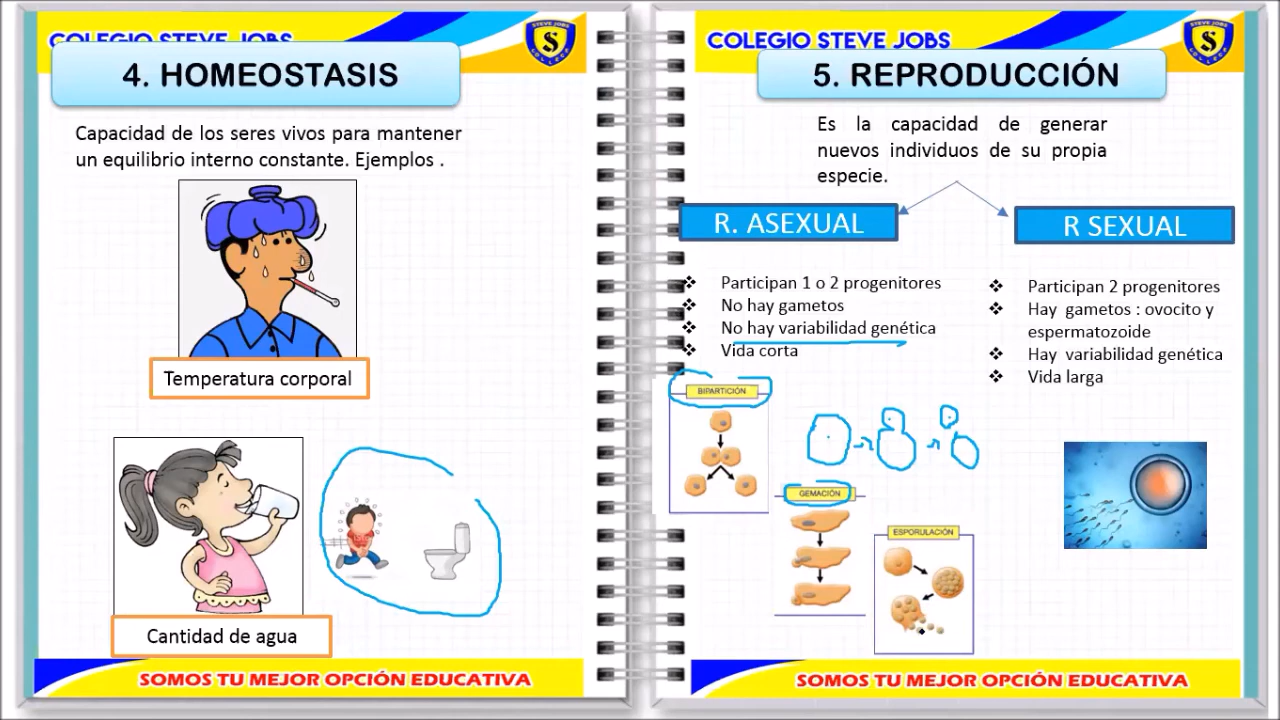 COLEGIO STEVE JOBS
STEVE JOBS
S
4. HOMEOSTASIS
Capacidad de los seres vivos para mantener
un equilibrio interno constante. Ejemplos .
Temperatura corporal
Cantidad de agua
SOMOS TU MEJOR OPCIÓN EDUCATIVA
COLEGIO STEVE JOBS
STEVE JOBS
S
5. REPRODUCCIÓN
Es la capacidad de generar
nuevos individuos de su propia
especie.
R. ASEXUAL
Participan 1 o 2 progenitores
No hay gametos
No hay variabilidad genética
Vida corta
BIPARTICIÓN
GEMACIÓN
ESPORULACIÓN
R SEXUAL
Participan 2 progenitores
Hay gametos : ovocito y
espermatozoide
Hay variabilidad genética
Vida larga
SOMOS TU MEJOR OPCIÓN EDUCATIVA